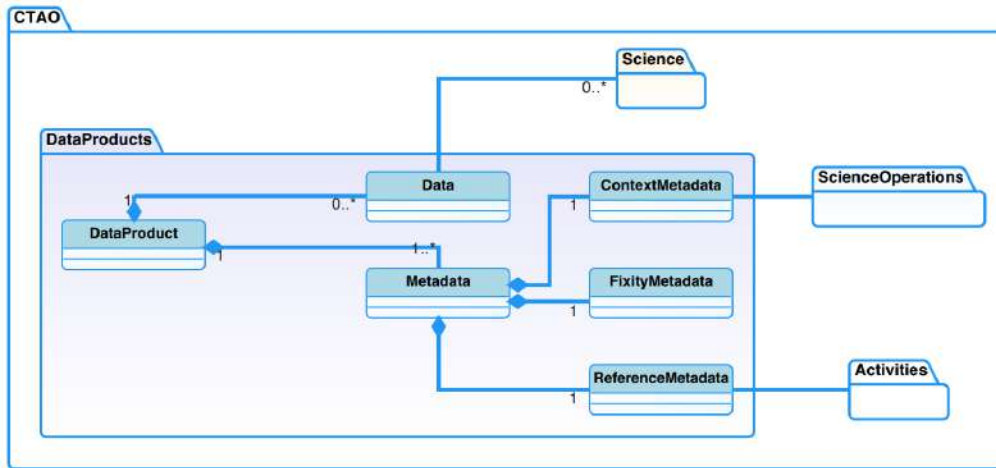 CTAO
Science
0..*
DataProducts
Data
ContextMetadata
ScienceOperations
1
0..*
1
DataProduct
1
1..*
Metadata
FixityMetadata
1
ReferenceMetadata
Activities
1